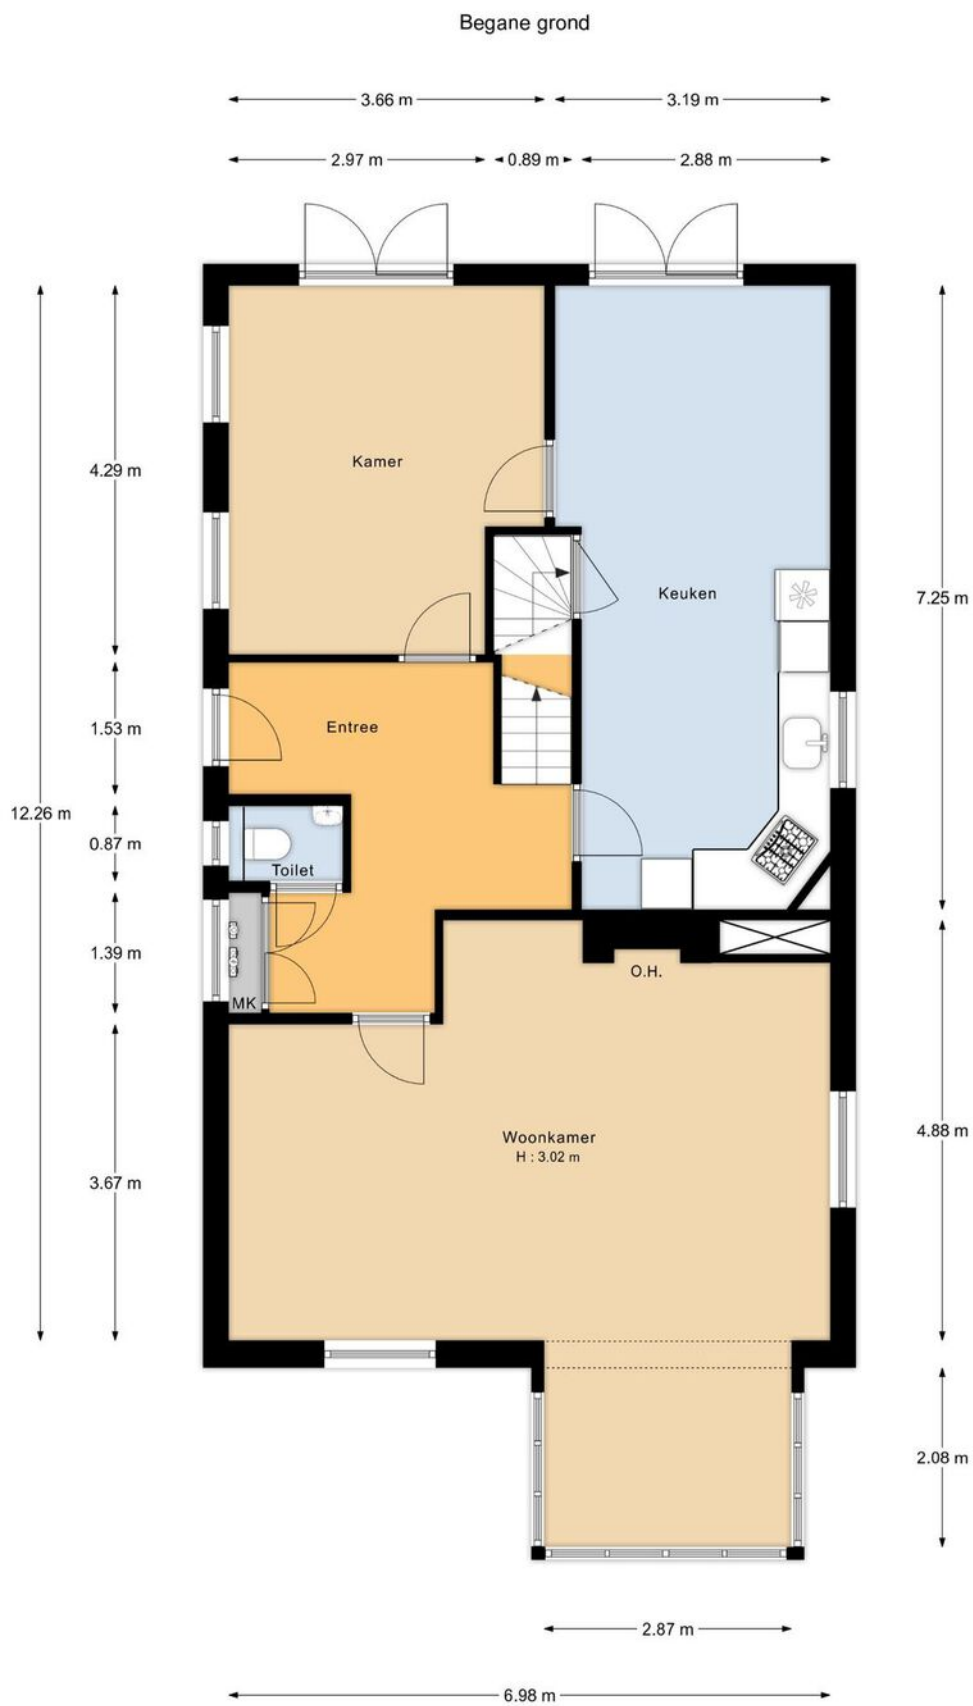 Begane grond
3.66 m 3.19 m
2.97 m 0.89 m 2.88 m
Kamer
4.29 m
Keuken
7.25 m
Entree
1.53 m
12.26 m
0.87 m
Toilet
1.39 m
MK
O.H.
Woonkamer
H : 3.02 m
4.88 m
3.67 m
2.08 m
2.87 m
6.98 m